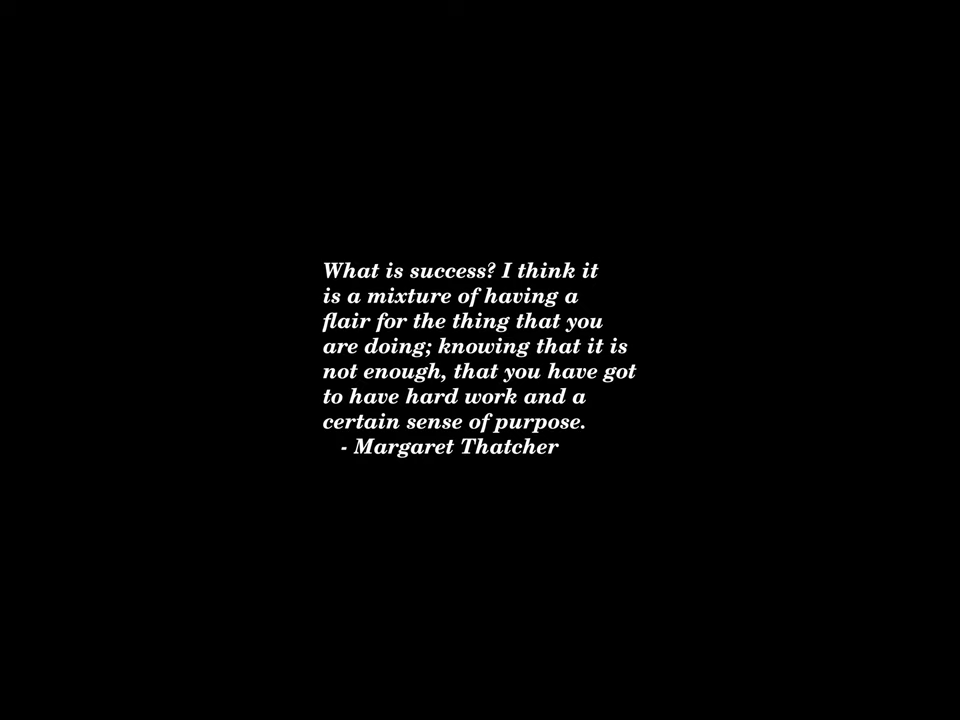 What is success? I think it
is a mixture of having a
flair for the thing that you
are doing; knowing that it is
not enough, that you have got
to have hard work and a
certain sense of purpose.
- Margaret Thatcher